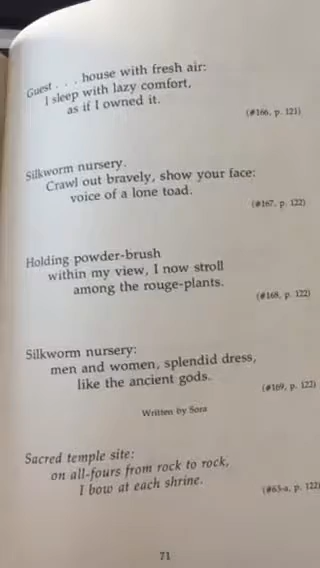 Guest . . . house with fresh air:
I sleep with lazy comfort,
as if I owned it.
(#166, p. 121)
Silkworm nursery.
Crawl out bravely, show your face:
voice of a lone toad.
(#167, p. 122)
Holding powder-brush
within my view, I now stroll
among the rouge-plants.
(#168, p. 122)
Silkworm nursery:
men and women, splendid dress,
like the ancient gods.
(#169, p. 122)
Written by Sora
Sacred temple site:
on all-fours from rock to rock,
I bow at each shrine.
(#63-a, p. 122)
71